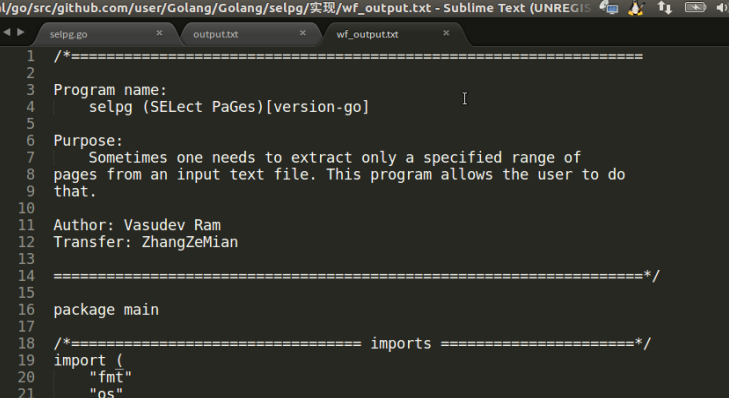 al/go/src/github.com/user/Golang/Golang/selpg/实现/wf_output.txt - Sublime Text (UNREGIS
selpg.go × output.txt × wf_output.txt ×
1 /*=================================================================
2
3 Program name:
4 selpg (SELect PaGes)[version-go]
5
6 Purpose:
7 Sometimes one needs to extract only a specified range of
8 pages from an input text file. This program allows the user to do
9 that.
10
11 Author: Vasudev Ram
12 Transfer: ZhangZeMian
13
14 ===================================================================*/
15
16 package main
17
18 /*================================= imports ======================*/
19 import (
20 "fmt"
21 "os"